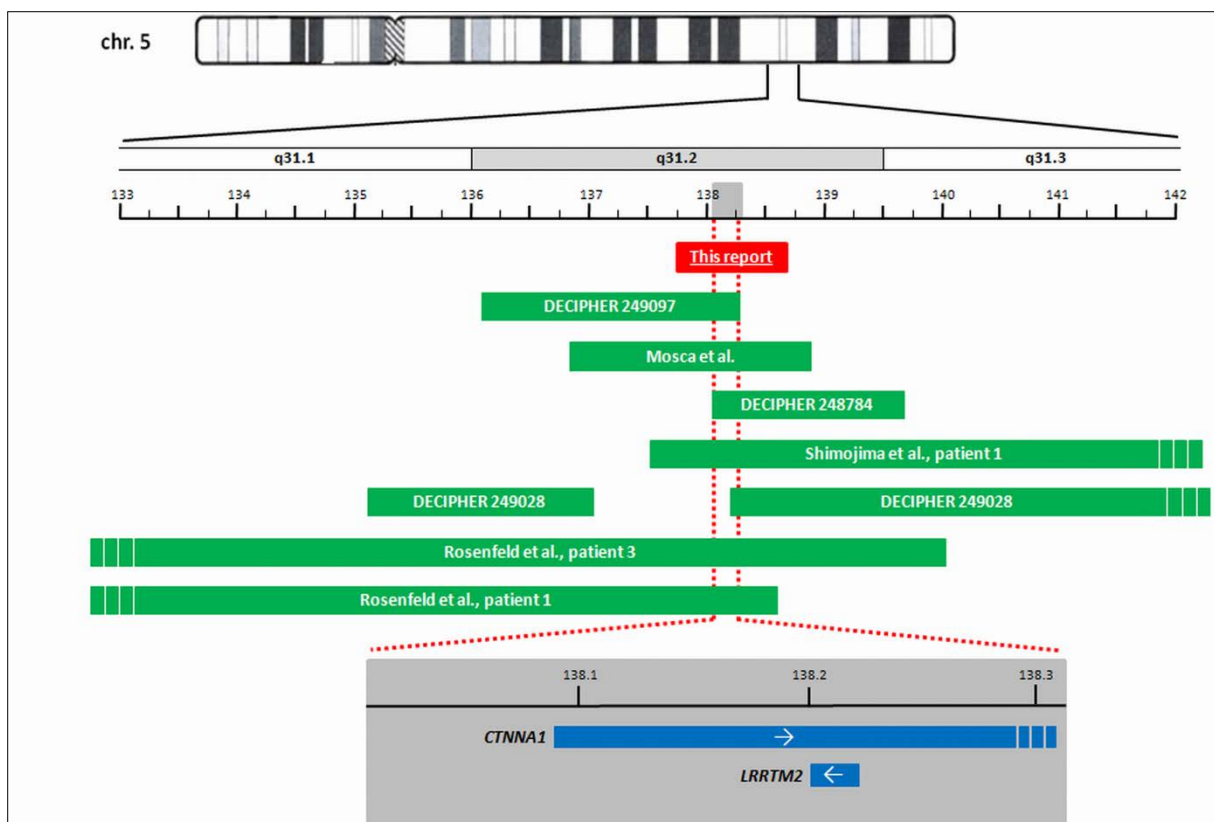 chr. 5
q31.1 q31.2 q31.3
133 134 135 136 137 138 139 140 141 142
This report
DECIPHER 249097
Mosca et al.
DECIPHER 248784
Shimojima et al., patient 1
DECIPHER 249028 DECIPHER 249028
Rosenfeld et al., patient 3
Rosenfeld et al., patient 1
138.1 138.2 138.3
CTNNA1
LRRTM2